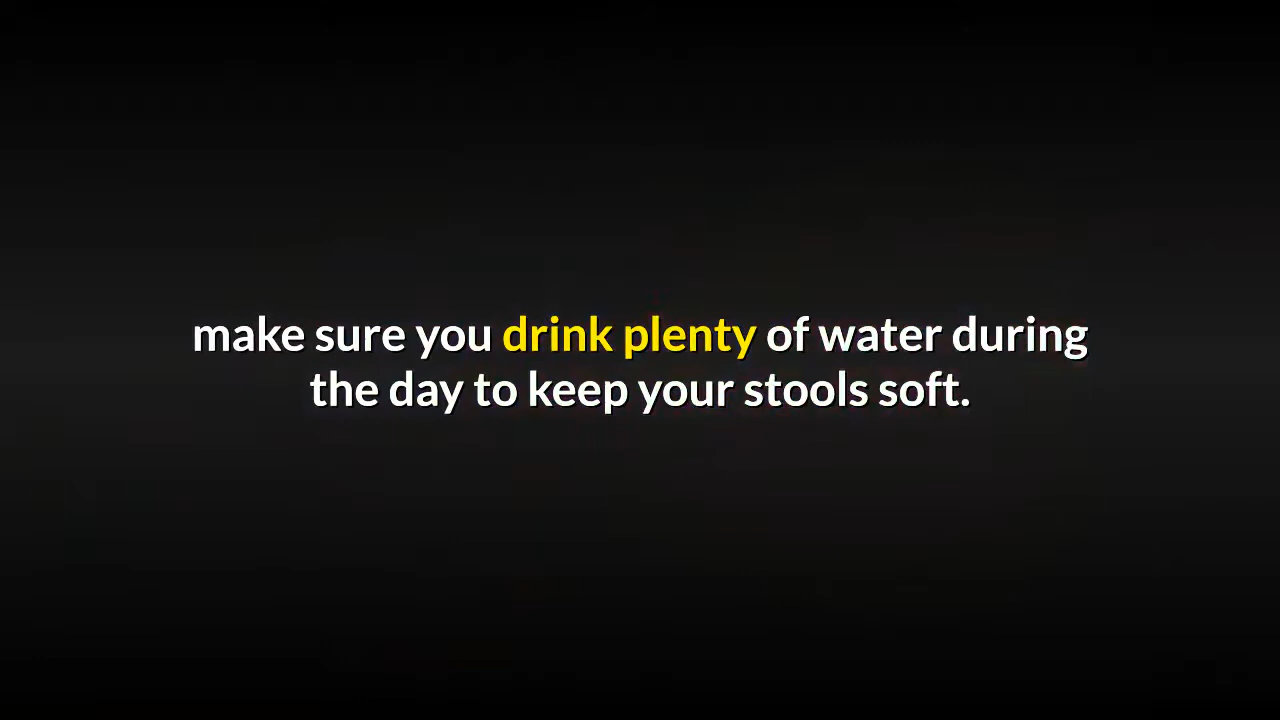 make sure you drink plenty of water during
the day to keep your stools soft.